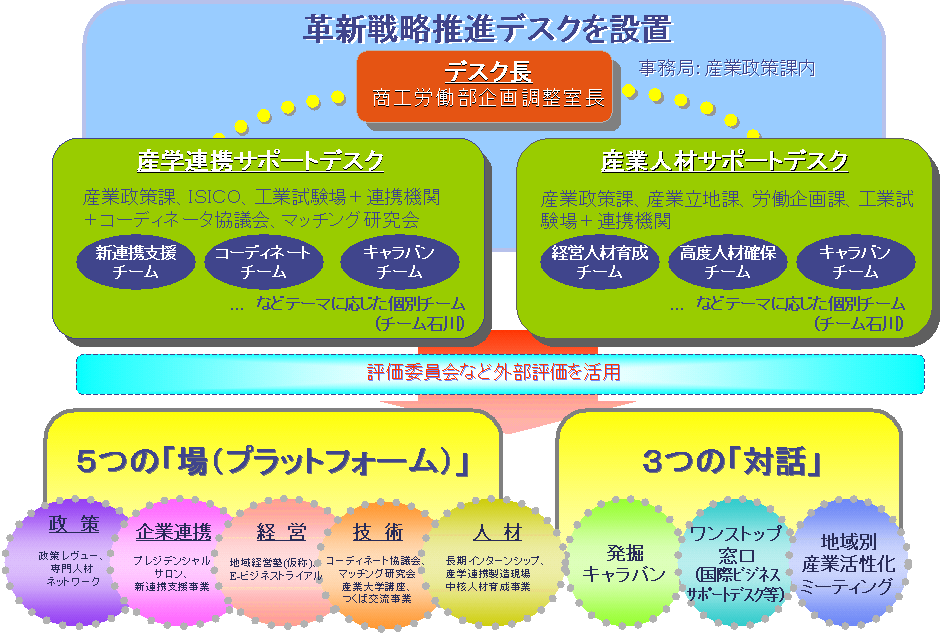 革新戦略推進デスクを設置
デスク長
商工労働部企画調整室長
事務局：産業政策課内
産学連携サポートデスク
産業政策課、ISICO、工業試験場＋連携機関
＋コーディネータ協議会、マッチング研究会
新連携支援
チーム
コーディネート
チーム
キャラバン
チーム
… などテーマに応じた個別チーム
（チーム石川）
産業人材サポートデスク
産業政策課、産業立地課、労働企画課、工業試
験場＋連携機関
経営人材育成
チーム
高度人材確保
チーム
キャラバン
チーム
… などテーマに応じた個別チーム
（チーム石川）
評価委員会など外部評価を活用
５つの「場（プラットフォーム）」
政 策
政策レヴュー、
専門人材
ネットワーク
企業連携
プレジデンシャル
サロン、
新連携支援事業
経 営
地域経営塾(仮称)、
E-ビジネストライアル
技 術
コーディネート協議会、
マッチング研究会
産業大学講座、
つくば交流事業
人 材
長期インターンシップ、
産学連携製造現場
中核人材育成事業
３つの「対話」
発掘
キャラバン
ワンストップ
窓口
(国際ビジネス
サポートデスク等)
地域別
産業活性化
ミーティング